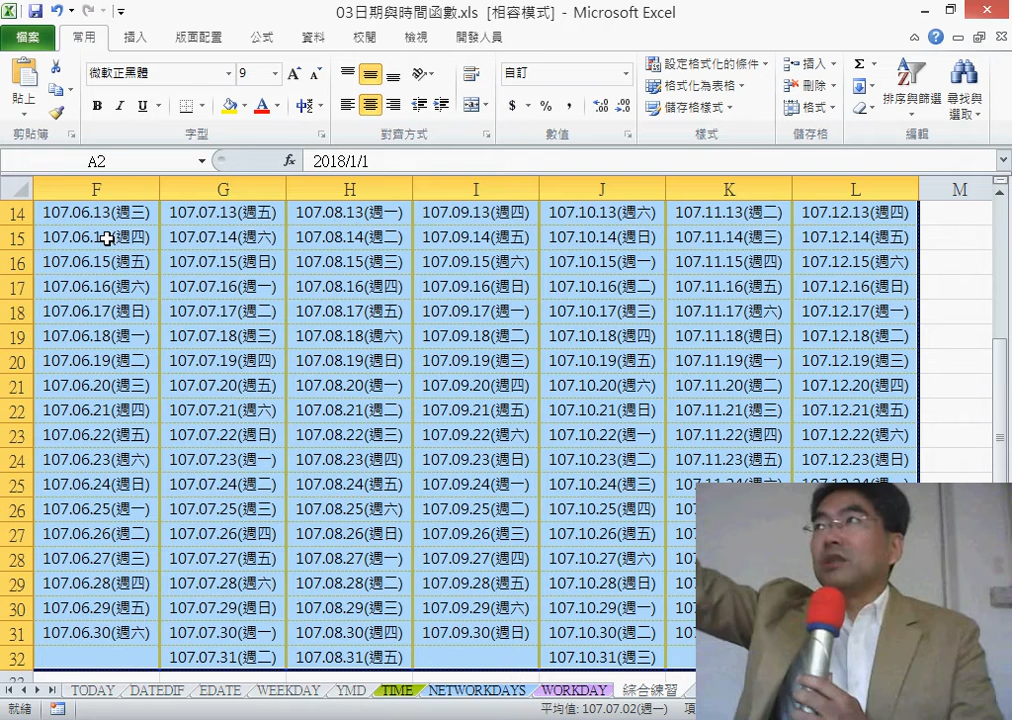 03日期與時間函數.xls [相容模式] - Microsoft Excel
檔案 常用 插入 版面配置 公式 資料 校閱 檢視 開發人員
貼上 微軟正黑體 9 自訂 設定格式化的條件 格式化為表格 儲存格樣式 插入 刪除 格式 排序與篩選 尋找與選取
剪貼簿 字型 對齊方式 數值 樣式 儲存格 編輯
A2 fx 2018/1/1
F G H I J K L M
14 107.06.13(週三) 107.07.13(週五) 107.08.13(週一) 107.09.13(週四) 107.10.13(週六) 107.11.13(週二) 107.12.13(週四)
15 107.06.1 週四) 107.07.14(週六) 107.08.14(週二) 107.09.14(週五) 107.10.14(週日) 107.11.14(週三) 107.12.14(週五)
16 107.06.15(週五) 107.07.15(週日) 107.08.15(週三) 107.09.15(週六) 107.10.15(週一) 107.11.15(週四) 107.12.15(週六)
17 107.06.16(週六) 107.07.16(週一) 107.08.16(週四) 107.09.16(週日) 107.10.16(週二) 107.11.16(週五) 107.12.16(週日)
18 107.06.17(週日) 107.07.17(週二) 107.08.17(週五) 107.09.17(週一) 107.10.17(週三) 107.11.17(週六) 107.12.17(週一)
19 107.06.18(週一) 107.07.18(週三) 107.08.18(週六) 107.09.18(週二) 107.10.18(週四) 107.11.18(週日) 107.12.18(週二)
20 107.06.19(週二) 107.07.19(週四) 107.08.19(週日) 107.09.19(週三) 107.10.19(週五) 107.11.19(週一) 107.12.19(週三)
21 107.06.20(週三) 107.07.20(週五) 107.08.20(週一) 107.09.20(週四) 107.10.20(週六) 107.11.20(週二) 107.12.20(週四)
22 107.06.21(週四) 107.07.21(週六) 107.08.21(週二) 107.09.21(週五) 107.10.21(週日) 107.11.21(週三) 107.12.21(週五)
23 107.06.22(週五) 107.07.22(週日) 107.08.22(週三) 107.09.22(週六) 107.10.22(週一) 107.11.22(週四) 107.12.22(週六)
24 107.06.23(週六) 107.07.23(週一) 107.08.23(週四) 107.09.23(週日) 107.10.23(週二) 107.11.23(週五) 107.12.23(週日)
25 107.06.24(週日) 107.07.24(週二) 107.08.24(週五) 107.09.24(週一) 107.10.24(週三)
26 107.06.25(週一) 107.07.25(週三) 107.08.25(週六) 107.09.25(週二) 107.10.25(週四)
27 107.06.26(週二) 107.07.26(週四) 107.08.26(週日) 107.09.26(週三) 107.10.26(週五)
28 107.06.27(週三) 107.07.27(週五) 107.08.27(週一) 107.09.27(週四) 107.10.27(週六)
29 107.06.28(週四) 107.07.28(週六) 107.08.28(週二) 107.09.28(週五) 107.10.28(週日)
30 107.06.29(週五) 107.07.29(週日) 107.08.29(週三) 107.09.29(週六) 107.10.29(週一)
31 107.06.30(週六) 107.07.30(週一) 107.08.30(週四) 107.09.30(週日) 107.10.30(週二)
32 107.07.31(週二) 107.08.31(週五) 107.10.31(週三)
TODAY DATEDIF EDATE WEEKDAY YMD TIME NETWORKDAYS WORKDAY 綜合練習
就緒 平均值: 107.07.02(週一) 項